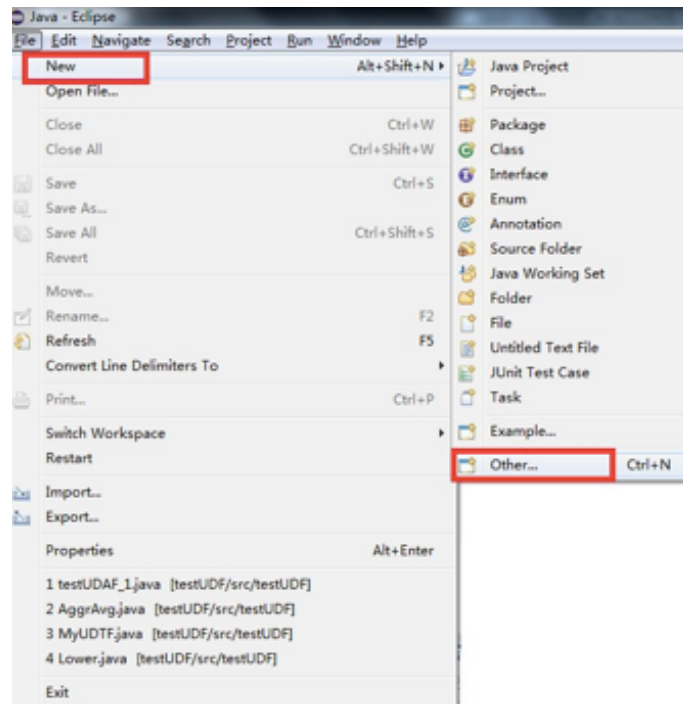 Java - Eclipse
File Edit Navigate Search Project Run Window Help
New Alt+Shift+N
Open File...
Close Ctrl+W
Close All Ctrl+Shift+W
Save Ctrl+S
Save As...
Save All Ctrl+Shift+S
Revert
Move...
Rename... F2
Refresh F5
Convert Line Delimiters To
Print... Ctrl+P
Switch Workspace
Restart
Import...
Export...
Properties Alt+Enter
1 testUDAF_1.java [testUDF/src/testUDF]
2 AggrAvg.java [testUDF/src/testUDF]
3 MyUDTF.java [testUDF/src/testUDF]
4 Lower.java [testUDF/src/testUDF]
Exit
Java Project
Project...
Package
Class
Interface
Enum
Annotation
Source Folder
Java Working Set
Folder
File
Untitled Text File
JUnit Test Case
Task
Example...
Other... Ctrl+N